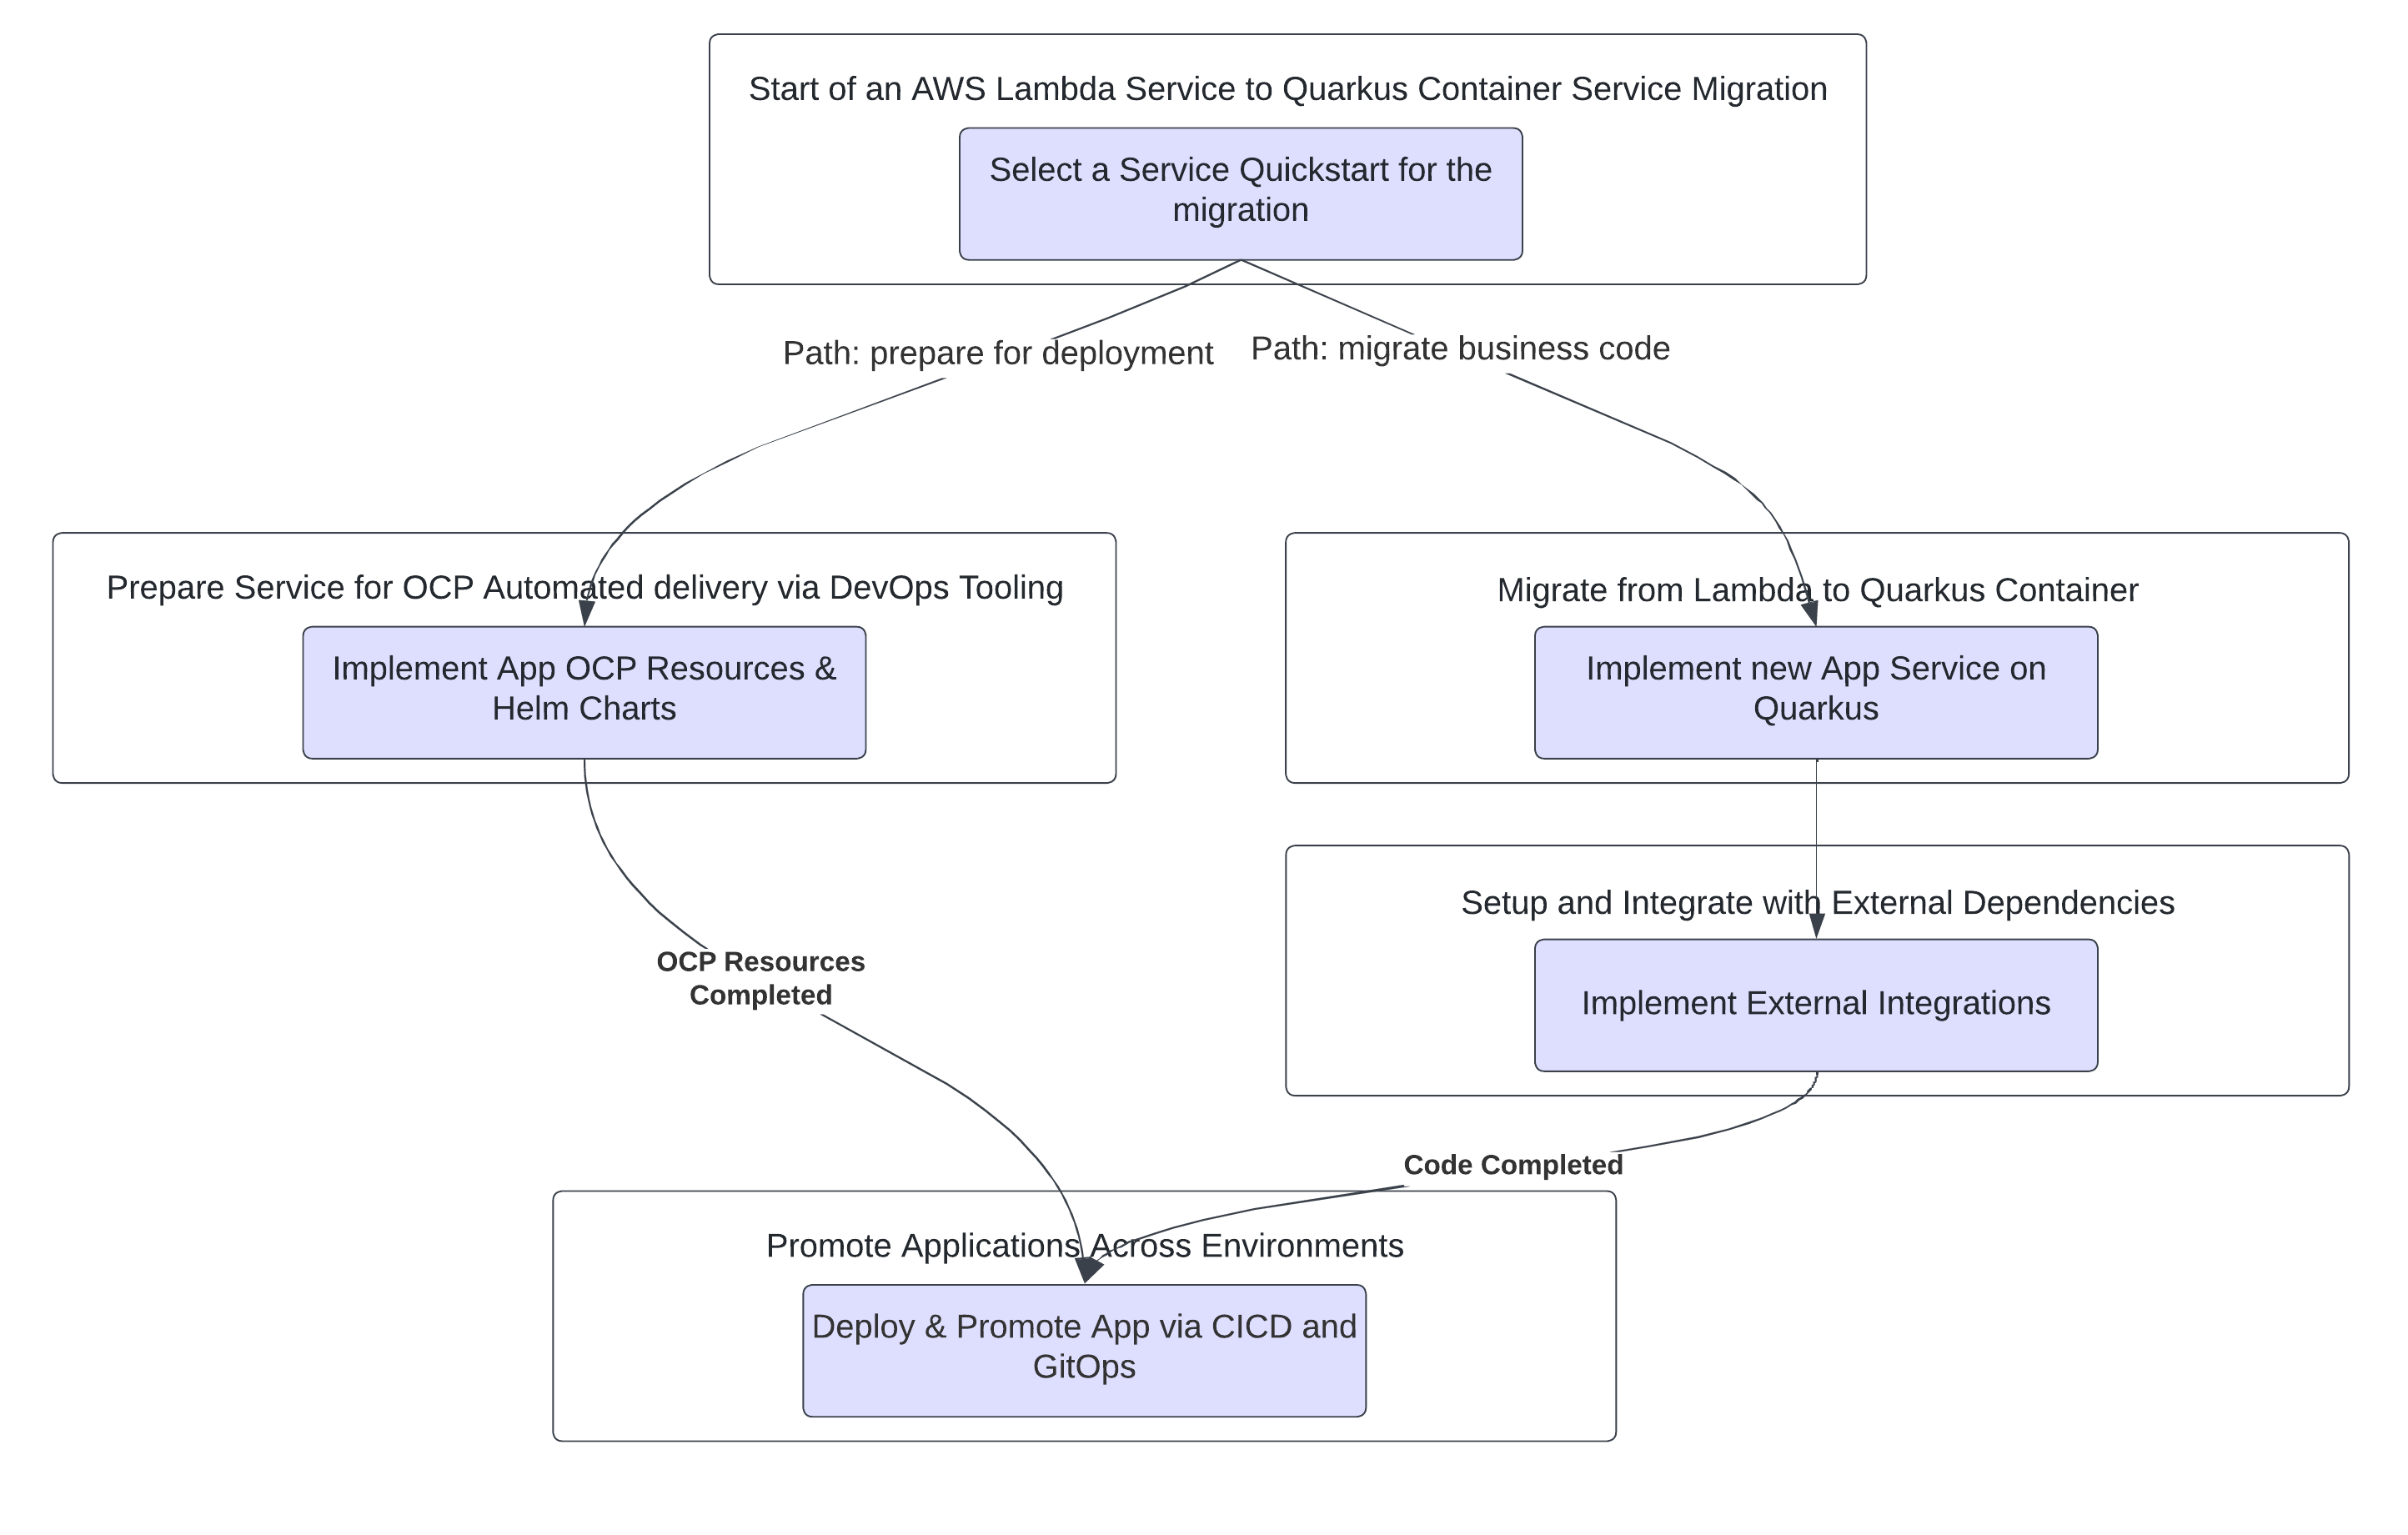 Start of an AWS Lambda Service to Quarkus Container Service Migration
Select a Service Quickstart for the
migration
Path: prepare for deployment
Path: migrate business code
Prepare Service for OCP Automated delivery via DevOps Tooling
Implement App OCP Resources &
Helm Charts
Migrate from Lambda to Quarkus Container
Implement new App Service on
Quarkus
Setup and Integrate with External Dependencies
Implement External Integrations
OCP Resources
Completed
Code Completed
Promote Applications Across Environments
Deploy & Promote App via CICD and
GitOps